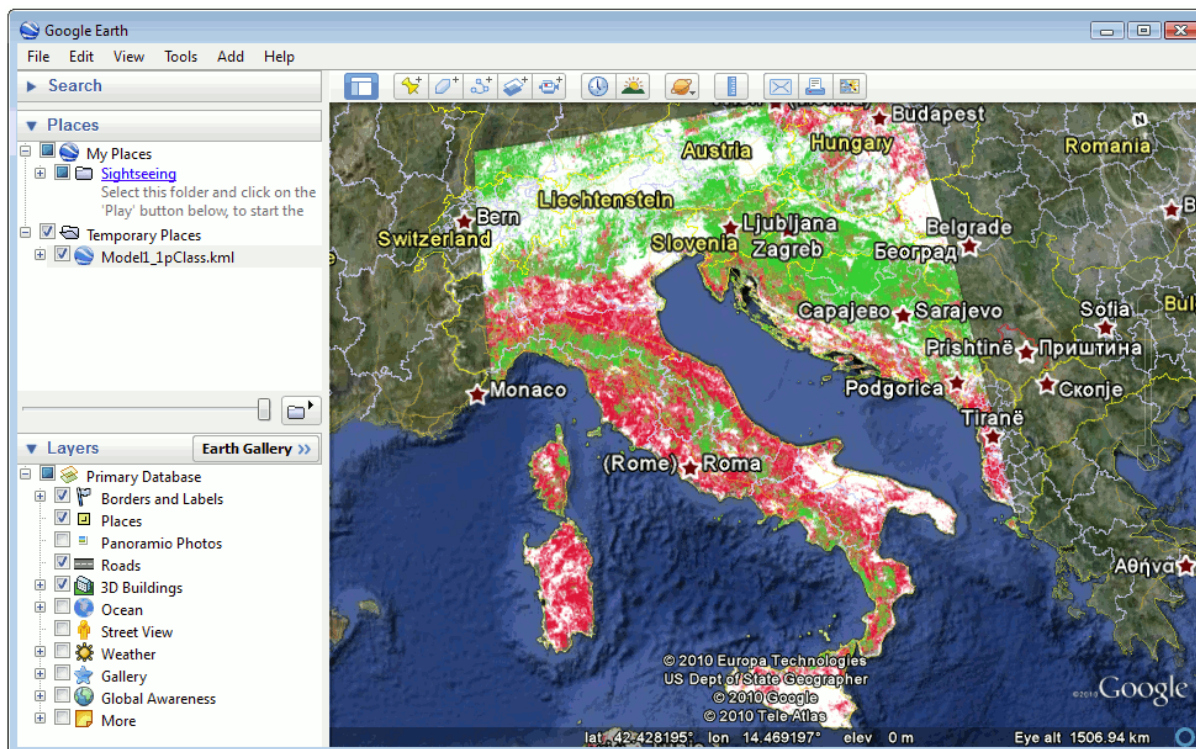 Google Earth
File Edit View Tools Add Help
Search
Places
My Places
Sightseeing
Select this folder and click on the
'Play' button below, to start the
Temporary Places
Model1_1pClass.kml
Layers
Earth Gallery >>
Primary Database
Borders and Labels
Places
Panoramio Photos
Roads
3D Buildings
Ocean
Street View
Weather
Gallery
Global Awareness
More
Budapest
N
Austria
Hungary
Romania
Liechtenstein
Bern
Switzerland
Ljubljana
Slovenia
Zagreb
Belgrade
Београд
Сарајево
Sarajevo
Sofia
Bul
Prishtinë
Приштина
Monaco
Podgorica
Скопје
Tiranë
(Rome) Roma
Αθήνα
© 2010 Europa Technologies
US Dept of State Geographer
© 2010 Google
© 2010 Tele Atlas
©2010 Google
lat 42.428195° lon 14.469197° elev 0 m Eye alt 1506.94 km